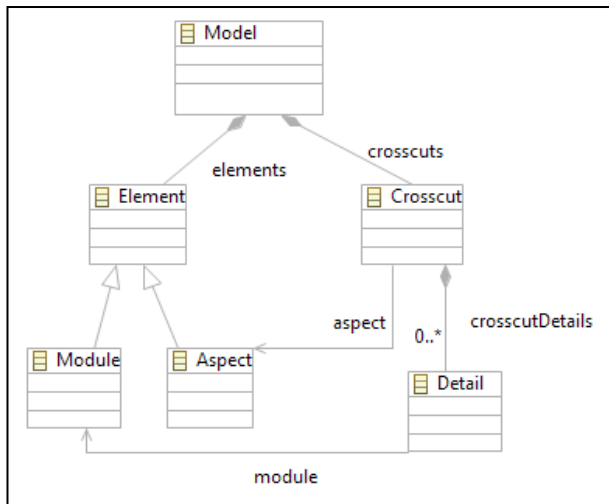 Model
crosscuts
elements
Element
Crosscut
aspect
0..*
crosscutDetails
Module
Aspect
Detail
module